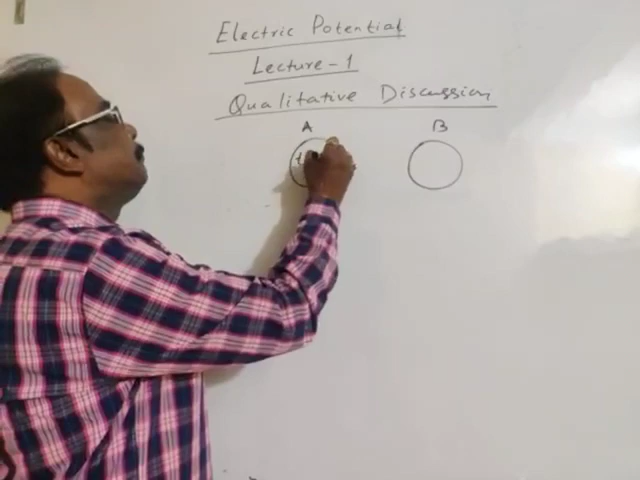 Electric Potential
Lecture - 1
Qualitative Discussion
A B